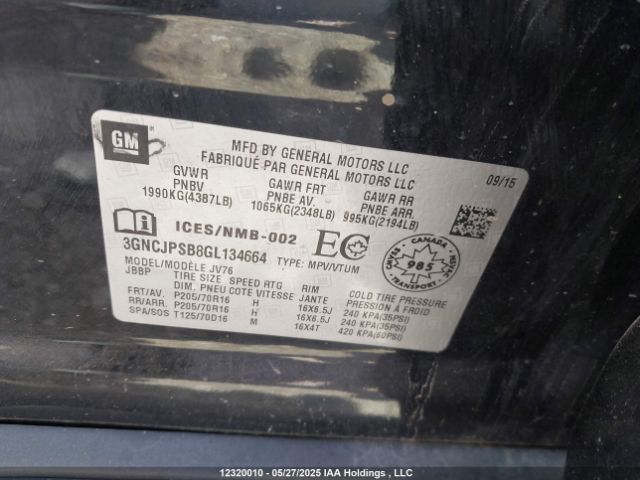 GM
MFD BY GENERAL MOTORS LLC
FABRIQUÉ PAR GENERAL MOTORS LLC
09/15
GVWR GAWR FRT GAWR RR
PNBV PNBE AV. PNBE ARR.
1990KG(4387LB) 1065KG(2348LB) 995KG(2194LB)
ICES/NMB-002 EC
3GNCJPSB8GL134664 TYPE: MPV/VTUM
CANADA
985
TRANSPORT
MODEL/MODÈLE JV76
JBBP TIRE SIZE SPEED RTG RIM COLD TIRE PRESSURE
DIM. PNEU COTE VITESSE JANTE PRESSION À FROID
FRT/AV. P205/70R16 H 16X6.5J 240 KPA(35PSI)
RR/ARR. P205/70R16 H 16X6.5J 240 KPA(35PSI)
SPA/SOS T125/70D16 M 16X4T 420 KPA(60PSI)
12320010 - 05/27/2025 IAA Holdings , LLC